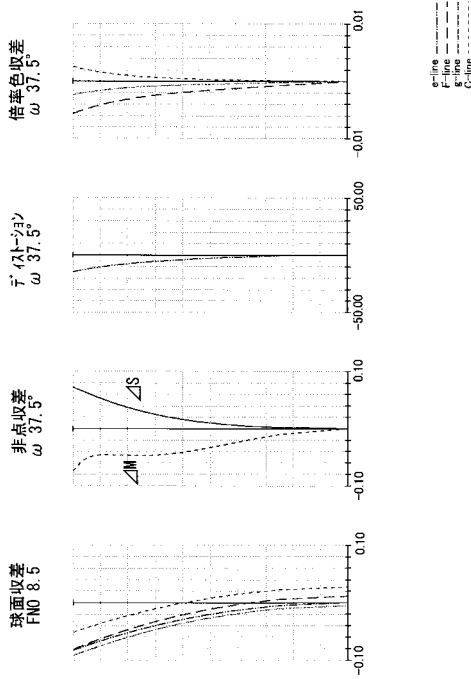 球面収差
FNO 8.5
0.10
-0.10
非点収差
ω 37.5°
⊿S
⊿M
0.10
-0.10
ディストーション
ω 37.5°
50.00
-50.00
倍率色収差
ω 37.5°
0.01
-0.01
e-line
F-line
g-line
C-line